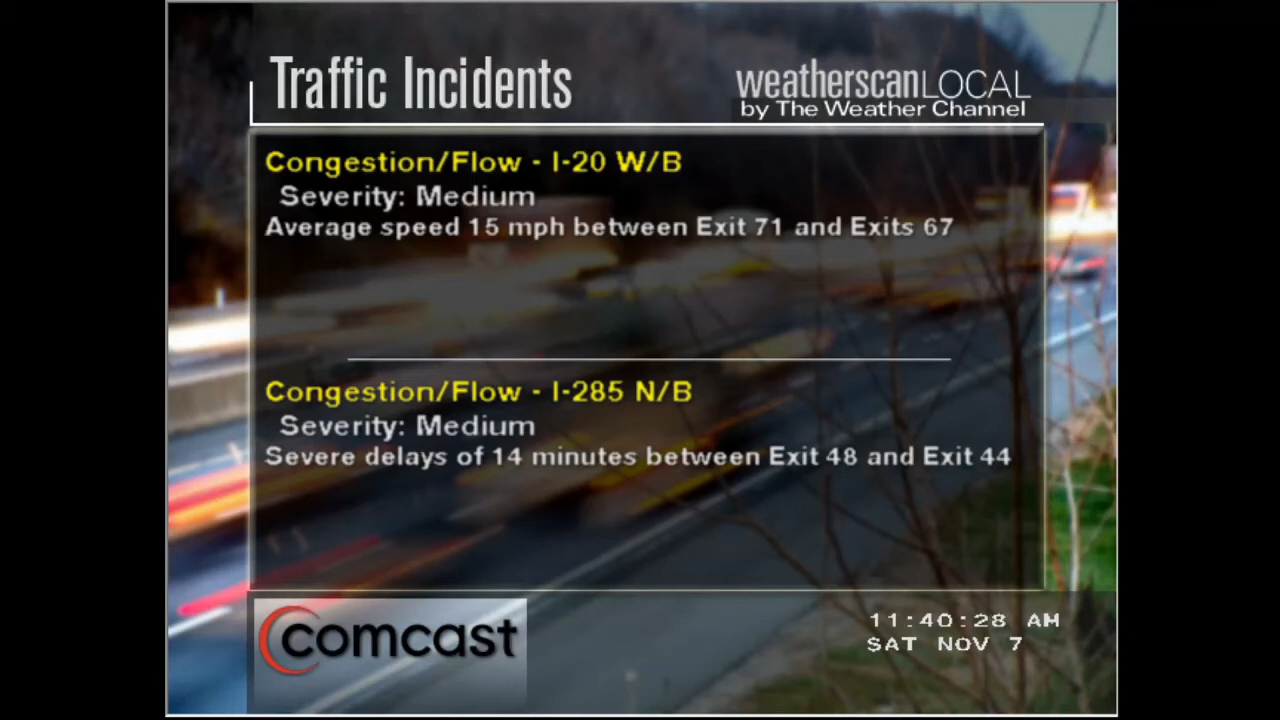 Traffic Incidents
weatherscanLOCAL
by The Weather Channel
Congestion/Flow - I-20 W/B
Severity: Medium
Average speed 15 mph between Exit 71 and Exits 67
Congestion/Flow - I-285 N/B
Severity: Medium
Severe delays of 14 minutes between Exit 48 and Exit 44
comcast
11:40:28 AM
SAT NOV 7